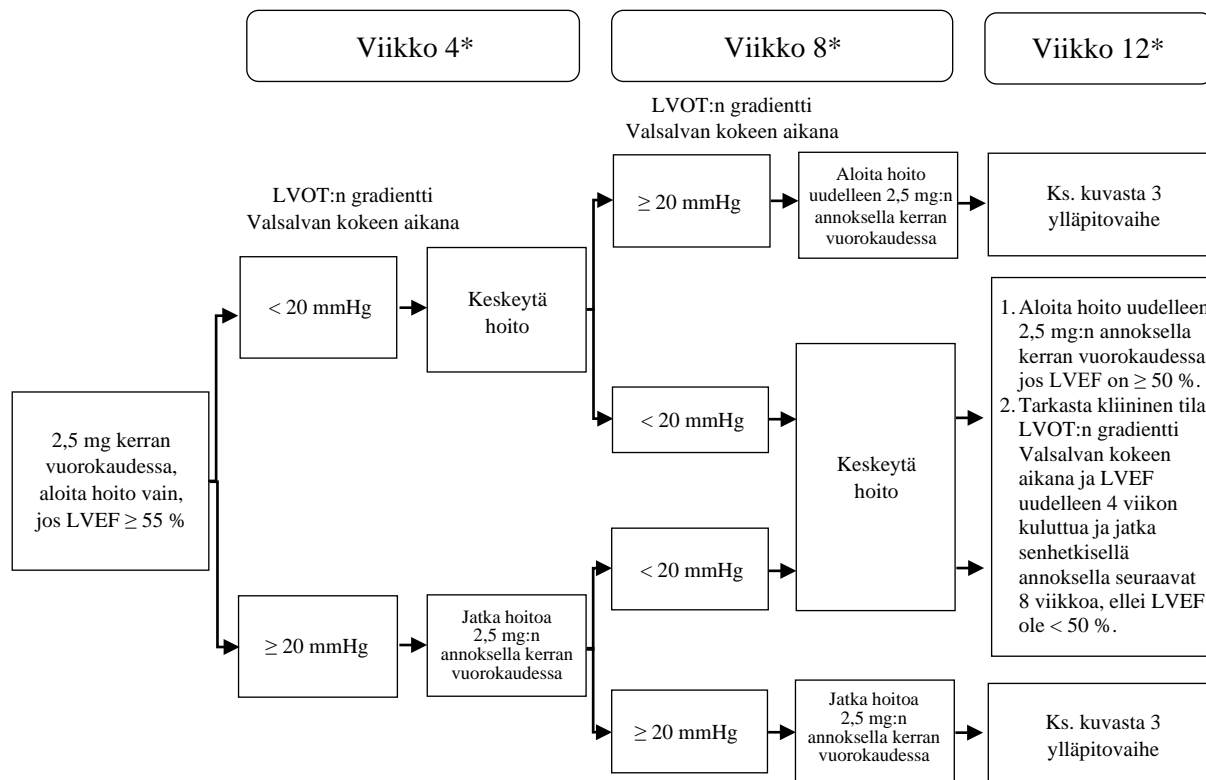 Viikko 4*
Viikko 8*
Viikko 12*
LVOT:n gradientti
Valsalvan kokeen aikana
LVOT:n gradientti
Valsalvan kokeen aikana
≥ 20 mmHg
Aloita hoito
uudelleen 2,5 mg:n
annoksella kerran
vuorokaudessa
Ks. kuvasta 3
ylläpitovaihe
< 20 mmHg
Keskeytä
hoito
< 20 mmHg
Keskeytä
hoito
1. Aloita hoito uudelleen
2,5 mg:n annoksella
kerran vuorokaudessa
jos LVEF on ≥ 50 %.
2. Tarkasta kliininen tila
LVOT:n gradientti
Valsalvan kokeen
aikana ja LVEF
uudelleen 4 viikon
kuluttua ja jatka
senhetkisellä
annoksella seuraavat
8 viikkoa, ellei LVEF
ole < 50 %.
2,5 mg kerran
vuorokaudessa,
aloita hoito vain,
jos LVEF ≥ 55 %
≥ 20 mmHg
Jatka hoitoa
2,5 mg:n
annoksella kerran
vuorokaudessa
< 20 mmHg
≥ 20 mmHg
Jatka hoitoa
2,5 mg:n
annoksella kerran
vuorokaudessa
Ks. kuvasta 3
ylläpitovaihe